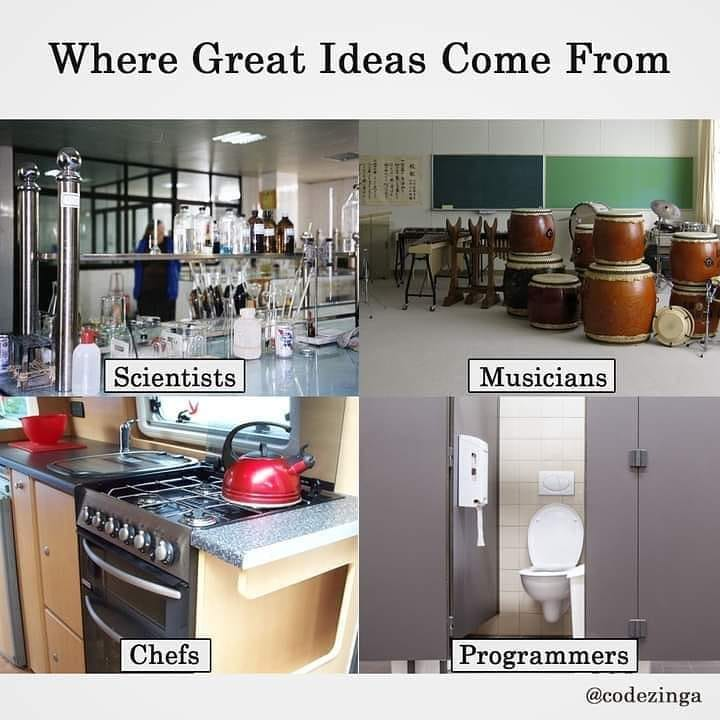 Where Great Ideas Come From
Scientists
Musicians
Chefs
Programmers
@codezinga